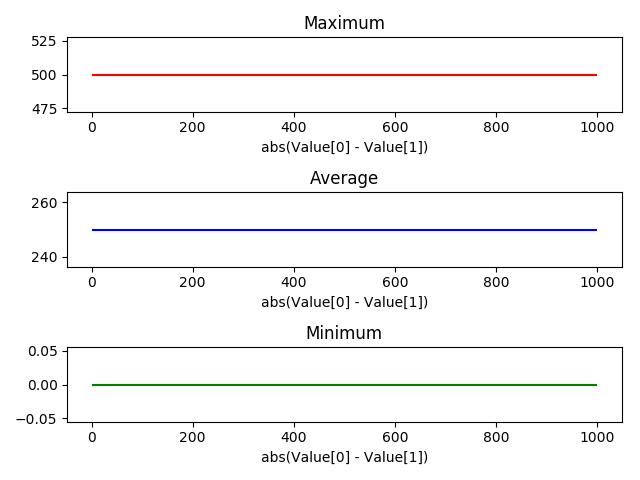 Maximum
525
500
475
0 200 400 600 800 1000
abs(Value[0] - Value[1])
Average
260
240
0 200 400 600 800 1000
abs(Value[0] - Value[1])
Minimum
0.05
0.00
−0.05
0 200 400 600 800 1000
abs(Value[0] - Value[1])